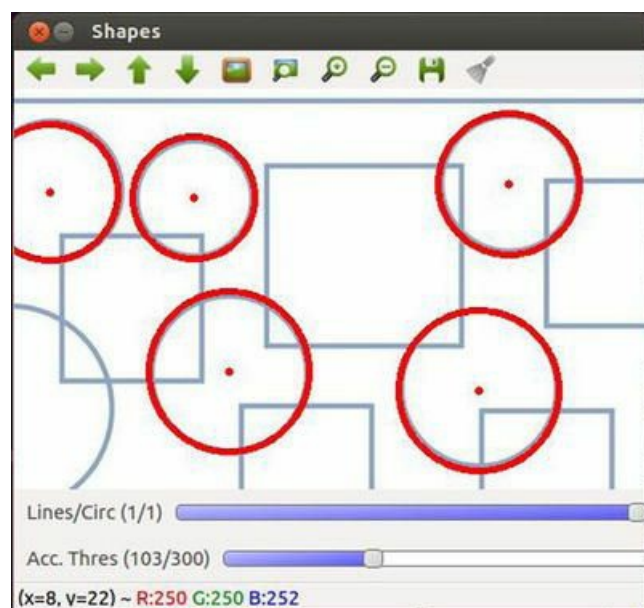 Shapes
Lines/Circ (1/1)
Acc. Thres (103/300)
(x=8, y=22) ~ R:250 G:250 B:252